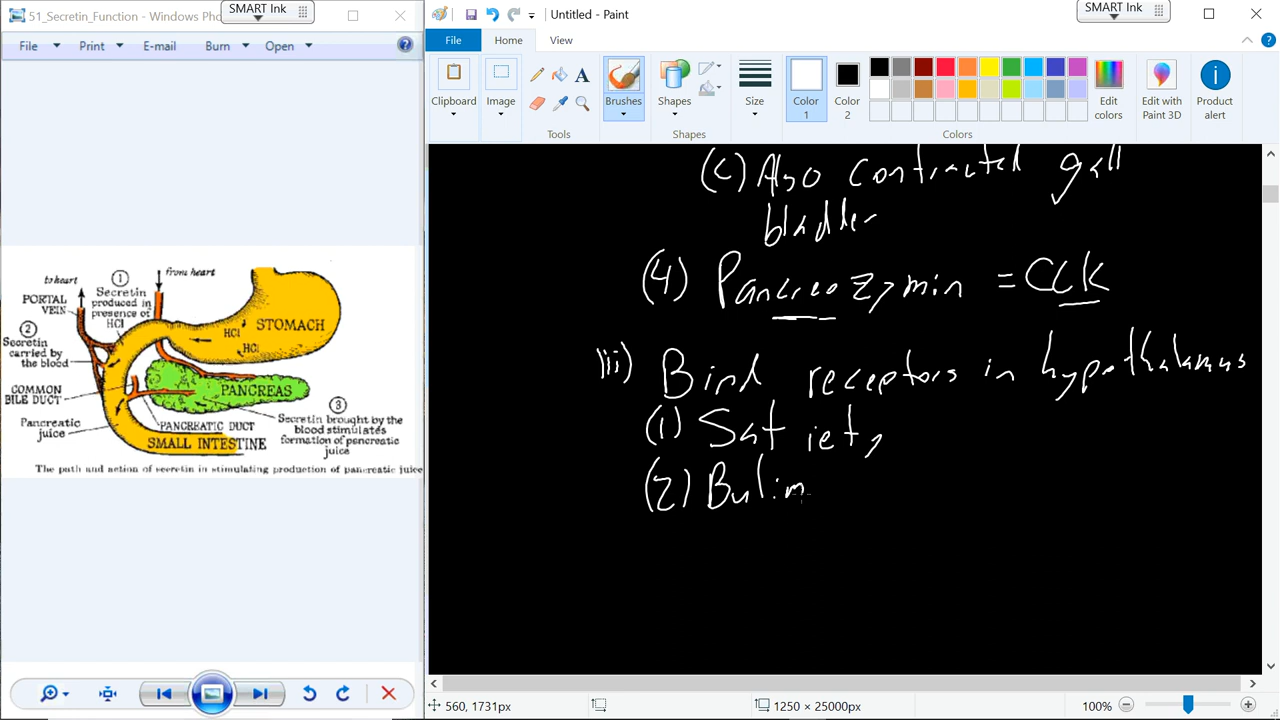 51_Secretin_Function - Windows Pho
SMART Ink
File Print E-mail Burn Open
to heart
from heart
PORTAL VEIN
1
Secretin produced in presence of HCl
STOMACH
HCl
HCl
2
Secretin carried by the blood
COMMON BILE DUCT
PANCREAS
Pancreatic juice
PANCREATIC DUCT
3
Secretin brought by the blood stimulates formation of pancreatic juice
SMALL INTESTINE
The path and action of secretin in stimulating production of pancreatic juice
Untitled - Paint
SMART Ink
File Home View
Clipboard
Image
Tools
Brushes
Shapes
Shapes
Size
Color 1
Color 2
Edit colors
Colors
Edit with Paint 3D
Product alert
(c) Also contracted gall
bladder
(4) Pancreozymin = CCK
iii) Bind receptors in hypothalamus
(1) Satiety
(2) Bulim
560, 1731px
1250 × 25000px
100%